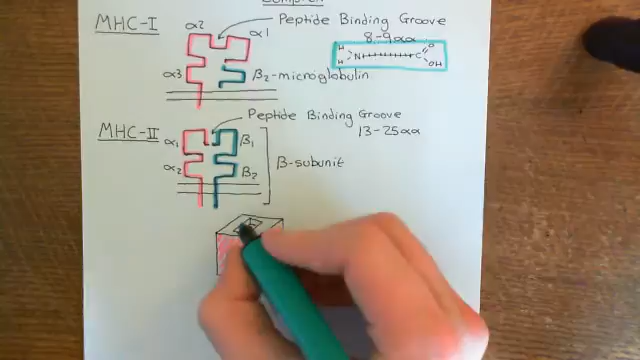 Complex
MHC-I
α2
Peptide Binding Groove
α1
8-9αα
H
H
N
C
O
OH
α3
β2-microglobulin
Peptide Binding Groove
13-25αα
MHC-II
α1
β1
β-subunit
α2
β2